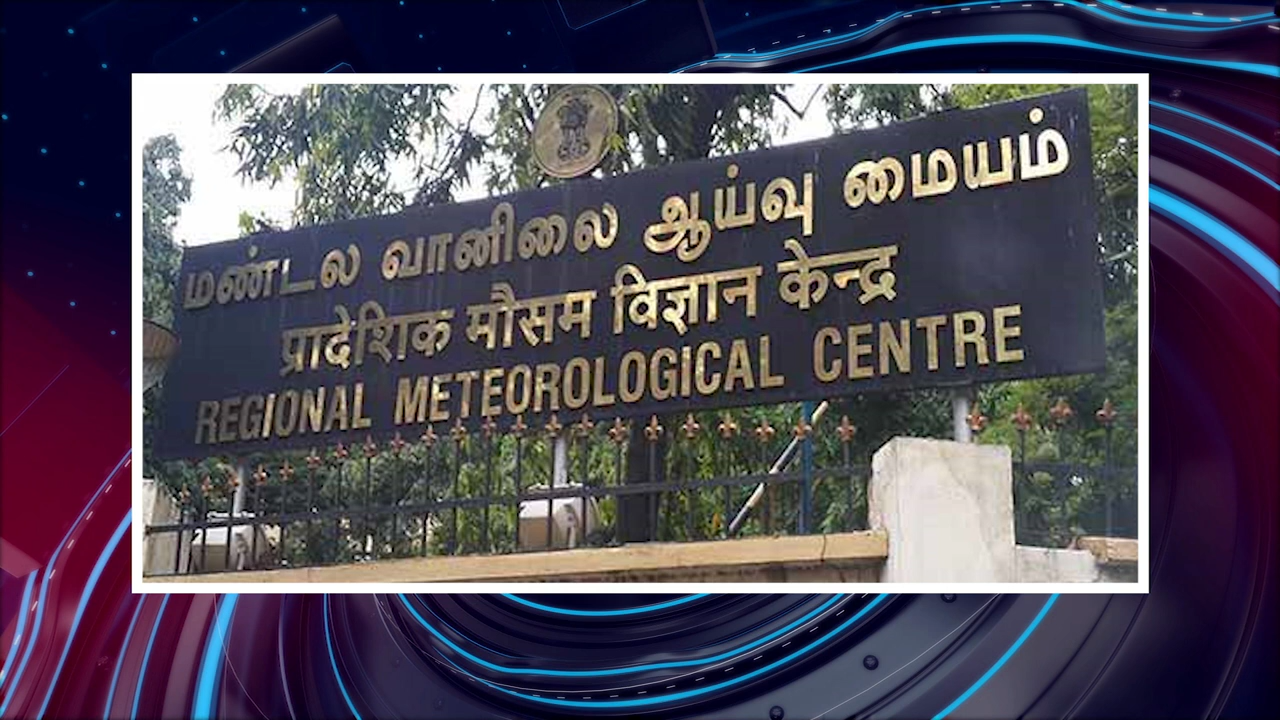 மண்டல வானிலை ஆய்வு மையம்
प्रादेशिक मौसम विज्ञान केन्द्र
REGIONAL METEOROLOGICAL CENTRE